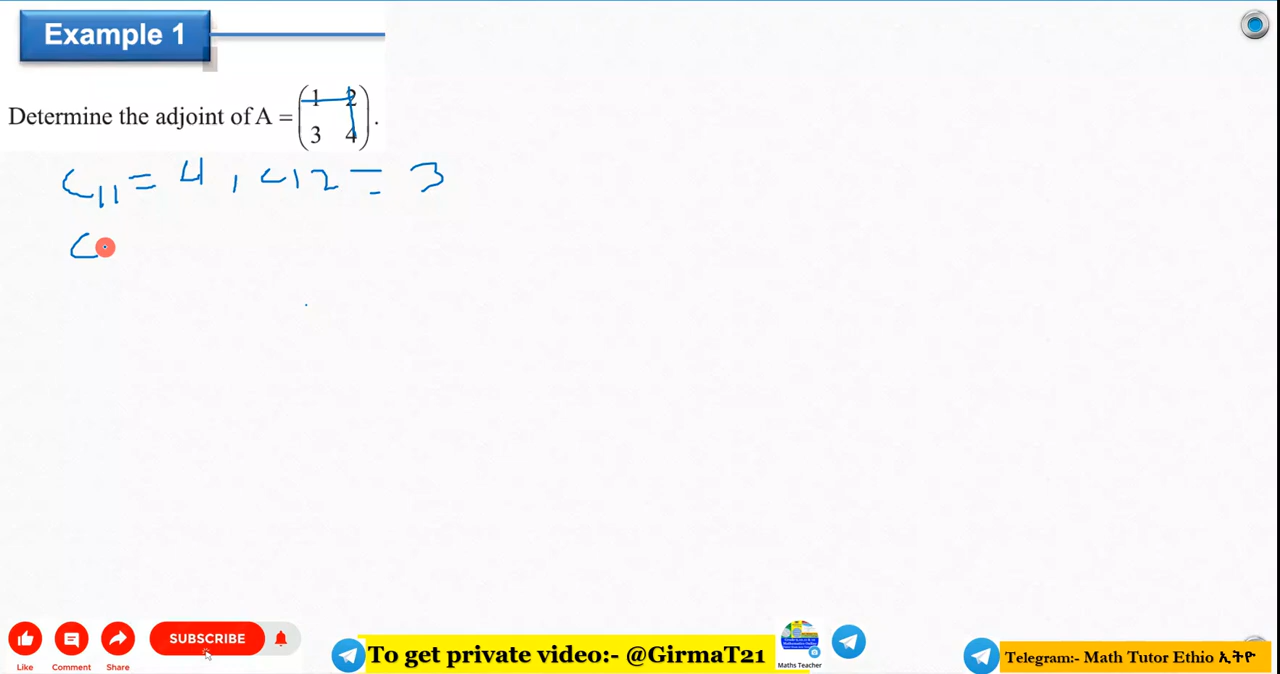 Example 1
Determine the adjoint of A = (1 2
3 4).
C11 = 4, C12 = 3
C
Like
Comment
Share
SUBSCRIBE
To get private video:- @GirmaT21
Maths Teacher
Telegram:- Math Tutor Ethio ኢትዮ